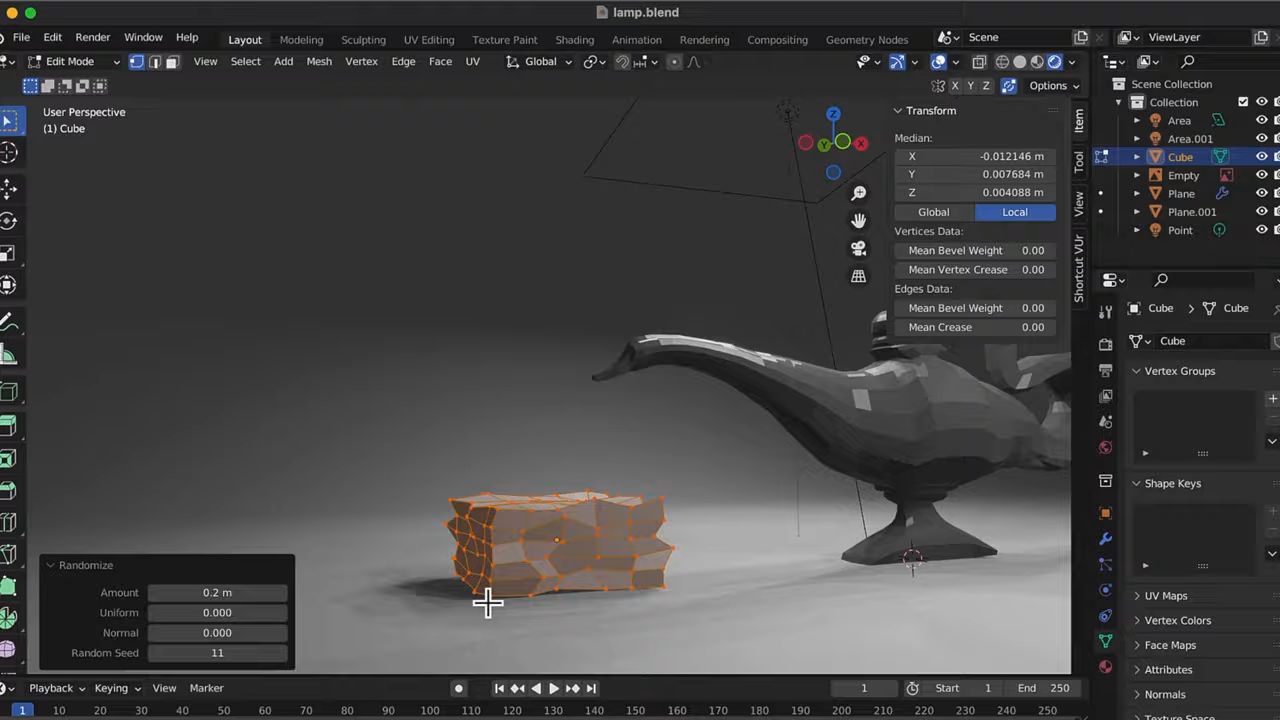 lamp.blend
File Edit Render Window Help Layout Modeling Sculpting UV Editing Texture Paint Shading Animation Rendering Compositing Geometry Nodes Scene ViewLayer
Edit Mode View Select Add Mesh Vertex Edge Face UV Global
X Y Z Options
User Perspective
(1) Cube
Transform
Median:
X -0.012146 m
Y 0.007684 m
Z 0.004088 m
Global Local
Vertices Data:
Mean Bevel Weight 0.00
Mean Vertex Crease 0.00
Edges Data:
Mean Bevel Weight 0.00
Mean Crease 0.00
Item
Tool
View
Shortcut VUr
Z
Y
X
Scene Collection
Collection
Area
Area.001
Cube
Empty
Plane
Plane.001
Point
Cube Cube
Cube
Vertex Groups
Shape Keys
UV Maps
Vertex Colors
Face Maps
Attributes
Normals
Texture Space
Randomize
Amount 0.2 m
Uniform 0.000
Normal 0.000
Random Seed 11
Playback Keying View Marker 1 Start 1 End 250
1 10 20 30 40 50 60 70 80 90 100 110 120 130 140 150 160 170 180 190 200 210 220 230 240 250